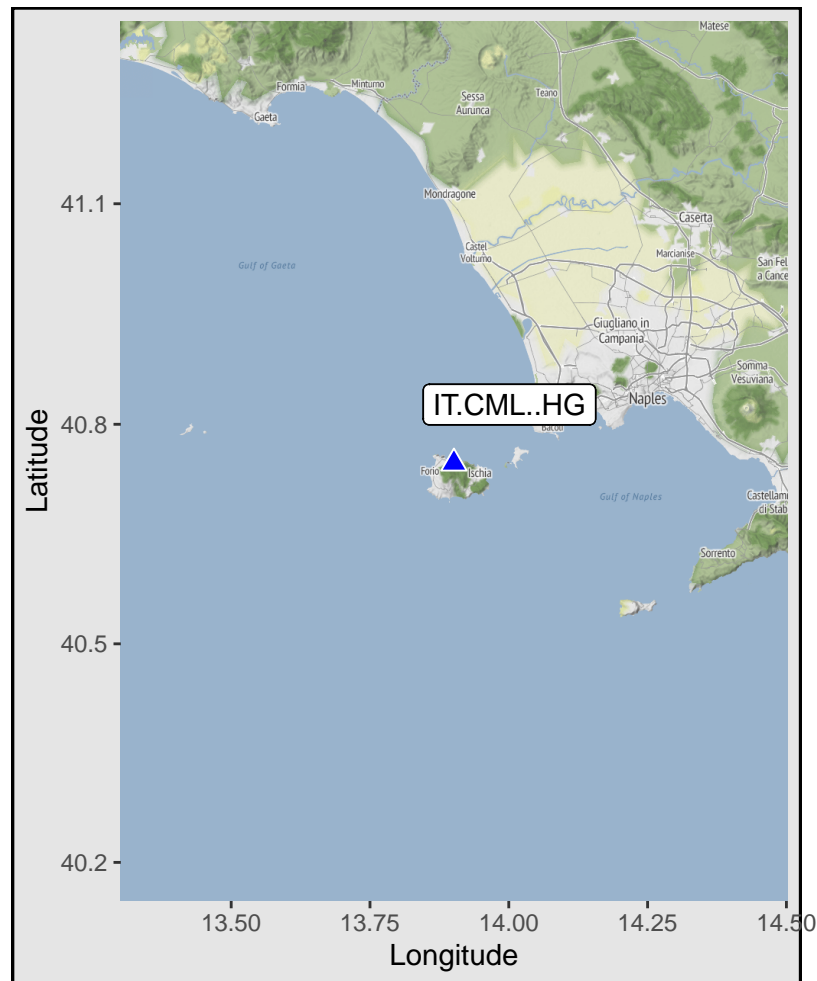 Matese
Formia
Minturno
Sessa
Aurunca
Teano
Gaeta
41.1
Mondragone
Caserta
Castel
Volturno
Marcianise
Gulf of Gaeta
San Fel
a Cance
Giugliano in
Campania
Somma
Vesuviana
IT.CML..HG
Naples
Latitude
40.8
Bacoli
Forio
Ischia
Gulf of Naples
Castellam
di Stab
Sorrento
40.5
40.2
13.50
13.75
14.00
14.25
14.50
Longitude